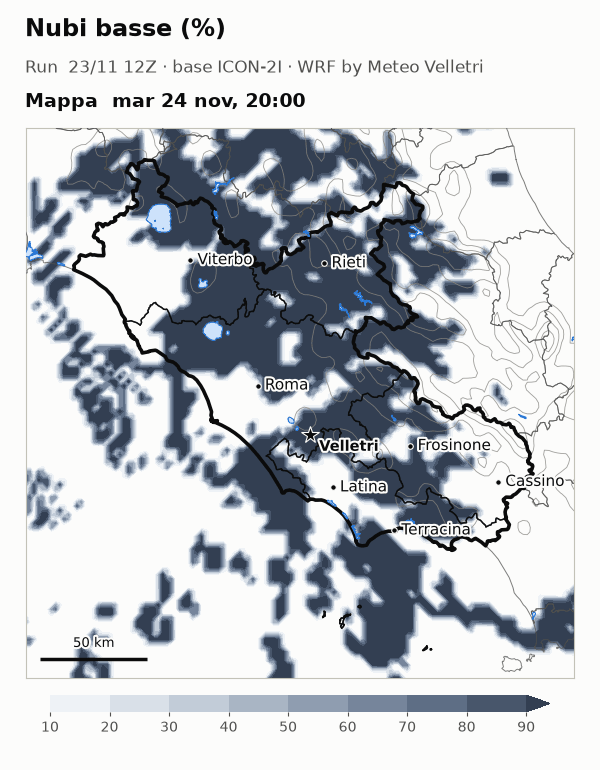 Nubi basse (%)
Run  23/11 12Z · base ICON-2I · WRF by Meteo Velletri
Mappa  mar 24 nov, 20:00
Viterbo
Rieti
Roma
Velletri
Frosinone
Latina
Cassino
Terracina
50 km
10 20 30 40 50 60 70 80 90